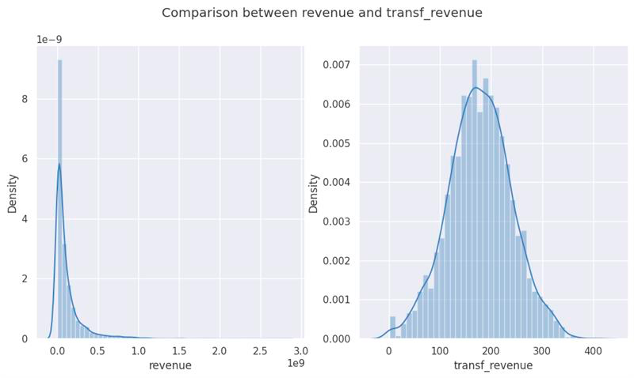 Comparison between revenue and transf_revenue
1e−9
8
6
4
2
0
Density
0.0 0.5 1.0 1.5 2.0 2.5 3.0
1e9
revenue
0.007
0.006
0.005
0.004
0.003
0.002
0.001
0.000
Density
0 100 200 300 400
transf_revenue